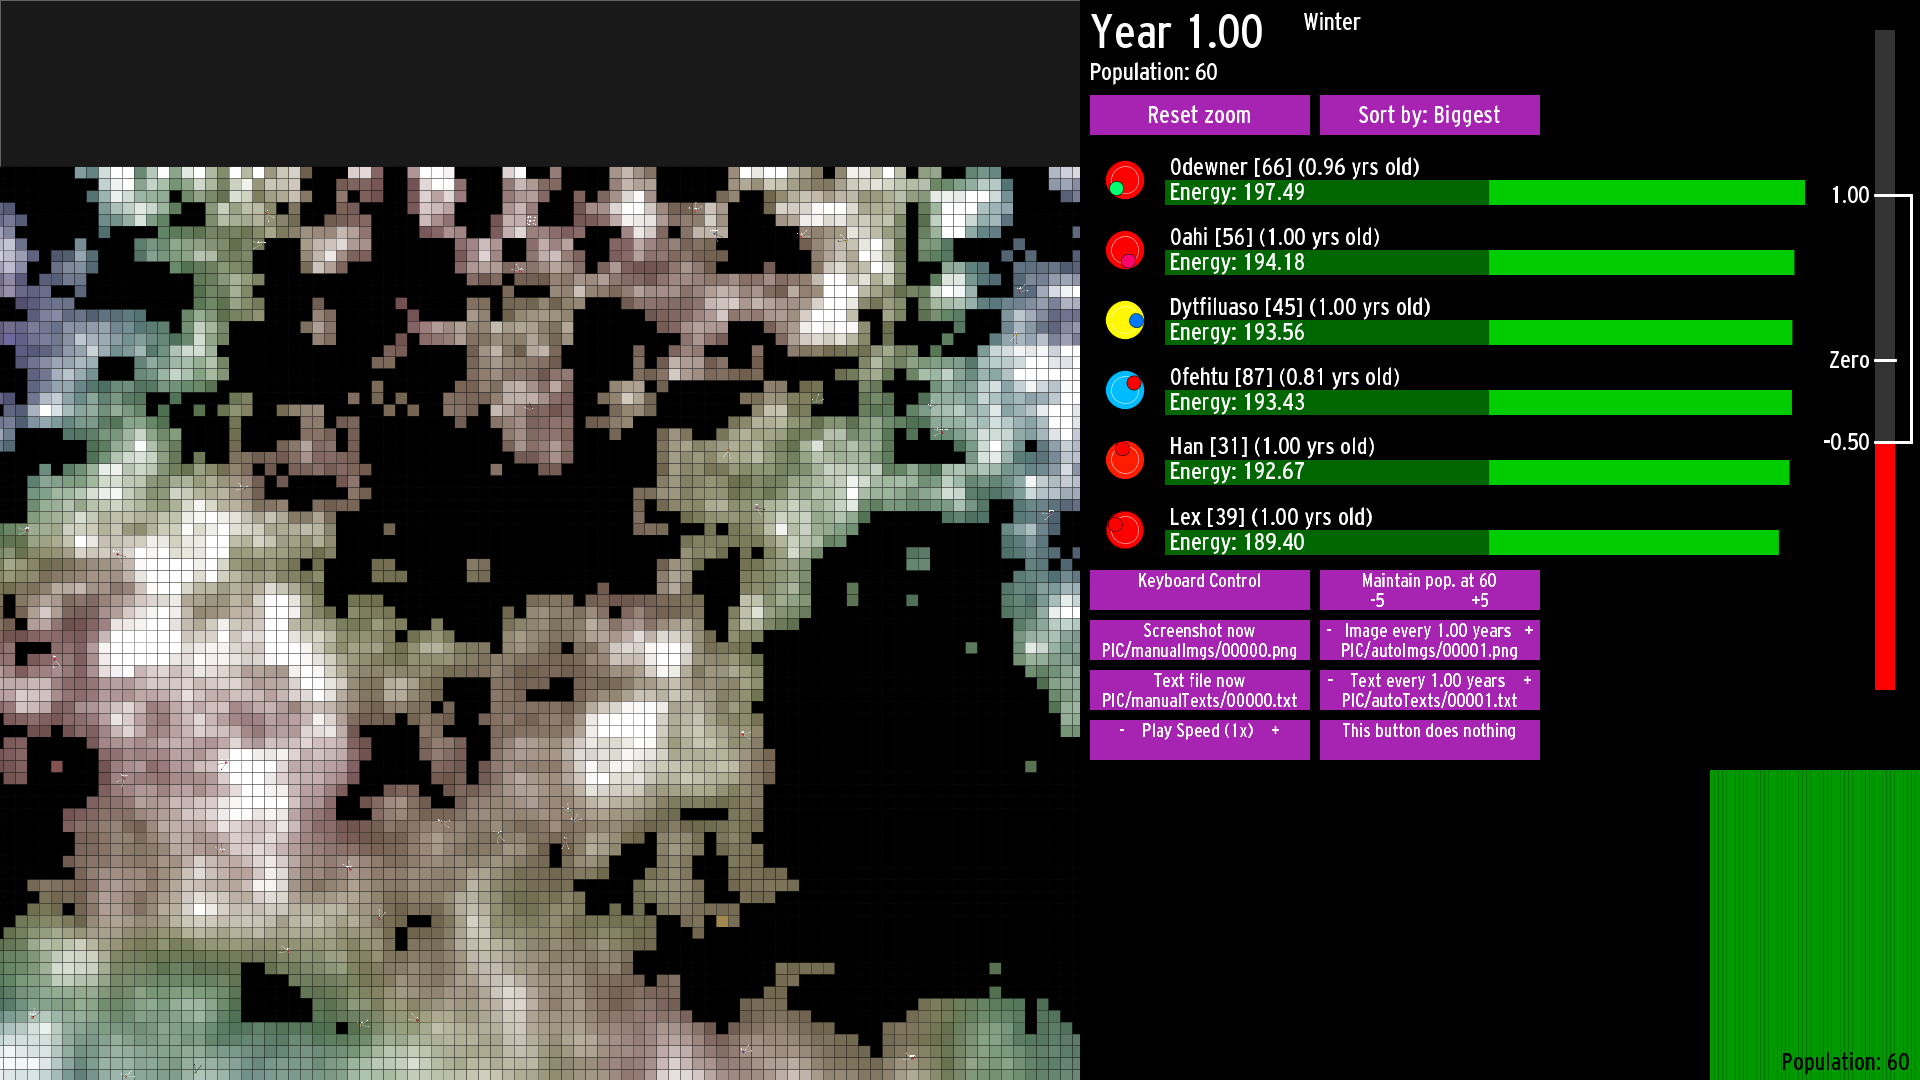 Year 1.00 Winter
Population: 60
Reset zoom Sort by: Biggest
Odewner [66] (0.96 yrs old)
Energy: 197.49
1.00
Oahi [56] (1.00 yrs old)
Energy: 194.18
Dytfiluaso [45] (1.00 yrs old)
Energy: 193.56
Zero
Ofehtu [87] (0.81 yrs old)
Energy: 193.43
-0.50
Han [31] (1.00 yrs old)
Energy: 192.67
Lex [39] (1.00 yrs old)
Energy: 189.40
Keyboard Control
Maintain pop. at 60
-5 +5
Screenshot now
PIC/manualImgs/00000.png
- Image every 1.00 years +
PIC/autoImgs/00001.png
Text file now
PIC/manualTexts/00000.txt
- Text every 1.00 years +
PIC/autoTexts/00001.txt
- Play Speed (1x) +
This button does nothing
Population: 60